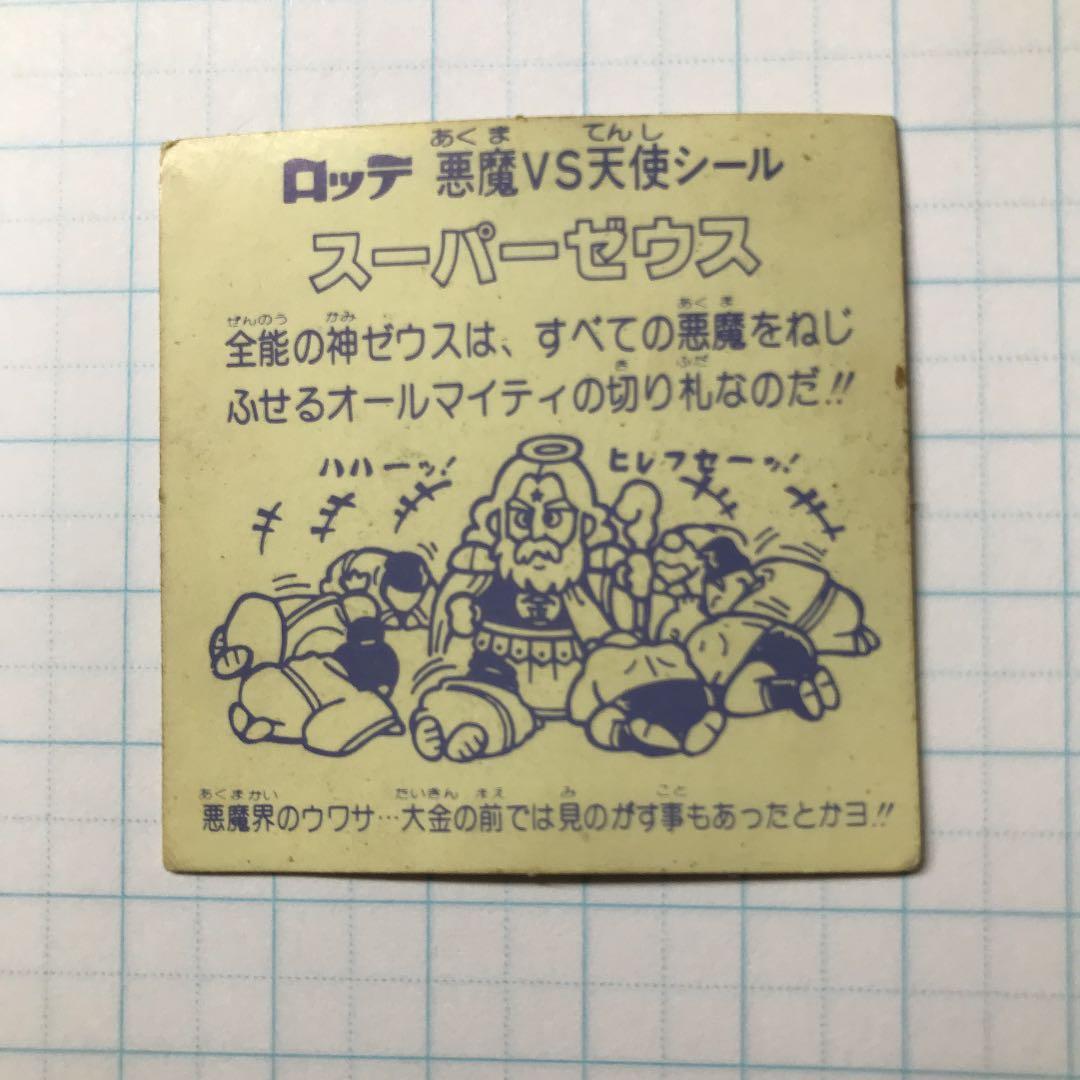 ロッテ 悪魔VS天使シール
あくま てんし
スーパーゼウス
ぜんのう かみ あくま
全能の神ゼウスは、すべての悪魔をねじ
き ふだ
ふせるオールマイティの切り札なのだ!!
ハハーッ! ヒレフセーッ!
金
あくまかい たいきん まえ み こと
悪魔界のウワサ…大金の前では見のがす事もあったとかヨ!!